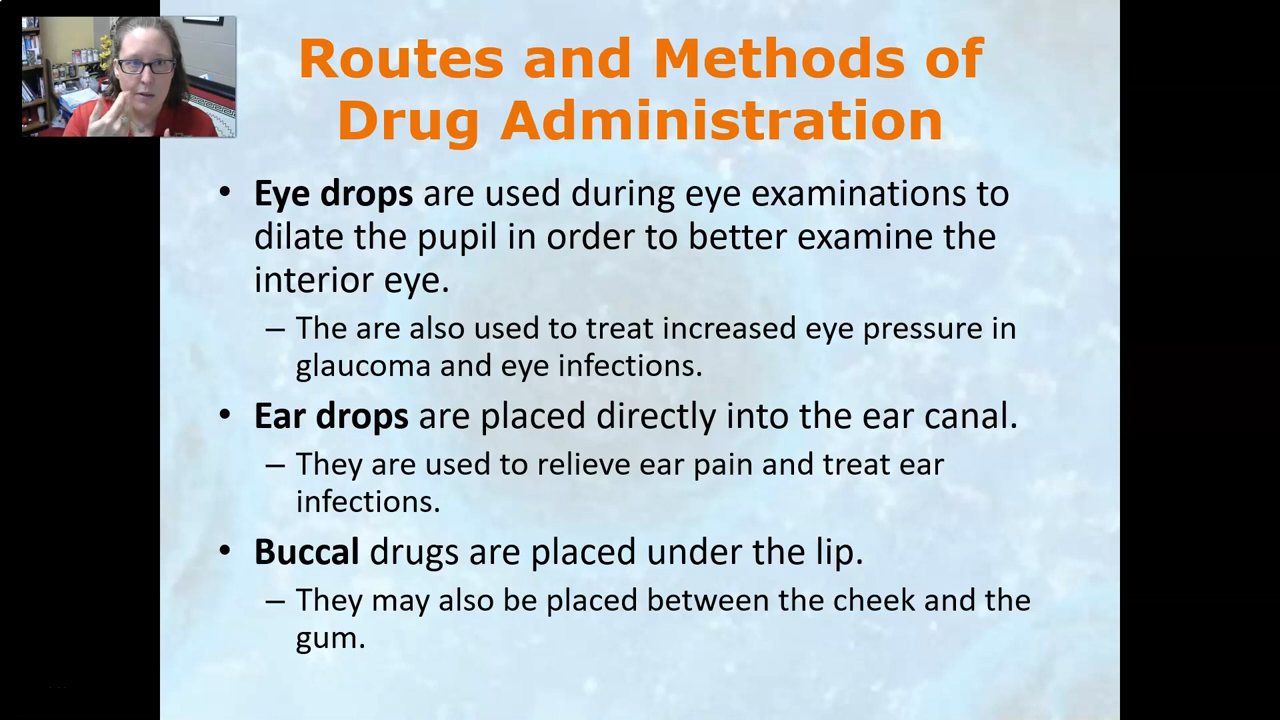 Routes and Methods of
Drug Administration
• Eye drops are used during eye examinations to
dilate the pupil in order to better examine the
interior eye.
– The are also used to treat increased eye pressure in
glaucoma and eye infections.
• Ear drops are placed directly into the ear canal.
– They are used to relieve ear pain and treat ear
infections.
• Buccal drugs are placed under the lip.
– They may also be placed between the cheek and the
gum.